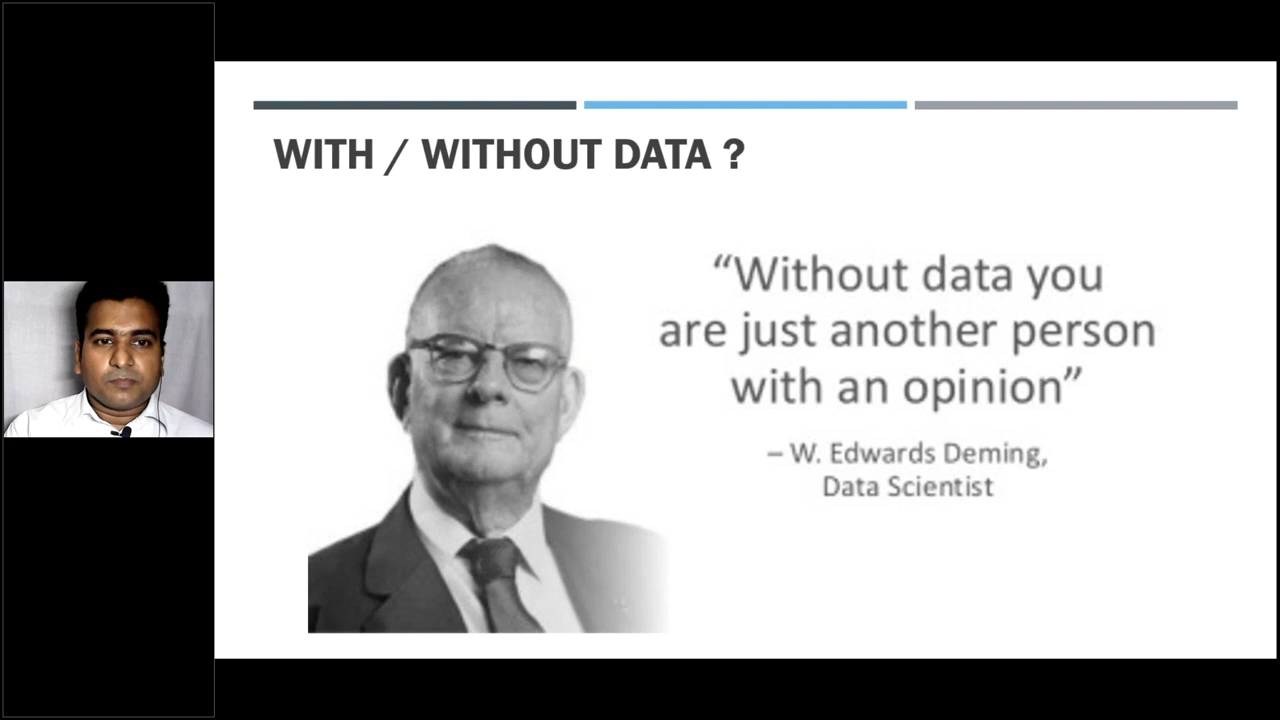 WITH / WITHOUT DATA ?
“Without data you
are just another person
with an opinion”
– W. Edwards Deming,
Data Scientist